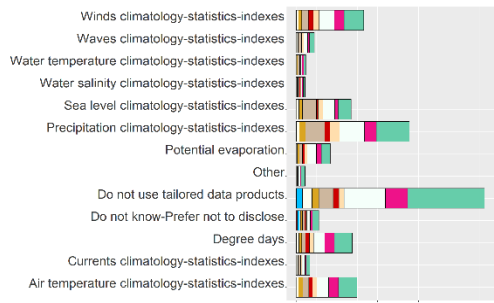 Winds climatology-statistics-indexes
Waves climatology-statistics-indexes
Water temperature climatology-statistics-indexes
Water salinity climatology-statistics-indexes
Sea level climatology-statistics-indexes.
Precipitation climatology-statistics-indexes.
Potential evaporation.
Other.
Do not use tailored data products.
Do not know-Prefer not to disclose.
Degree days.
Currents climatology-statistics-indexes
Air temperature climatology-statistics-indexes.